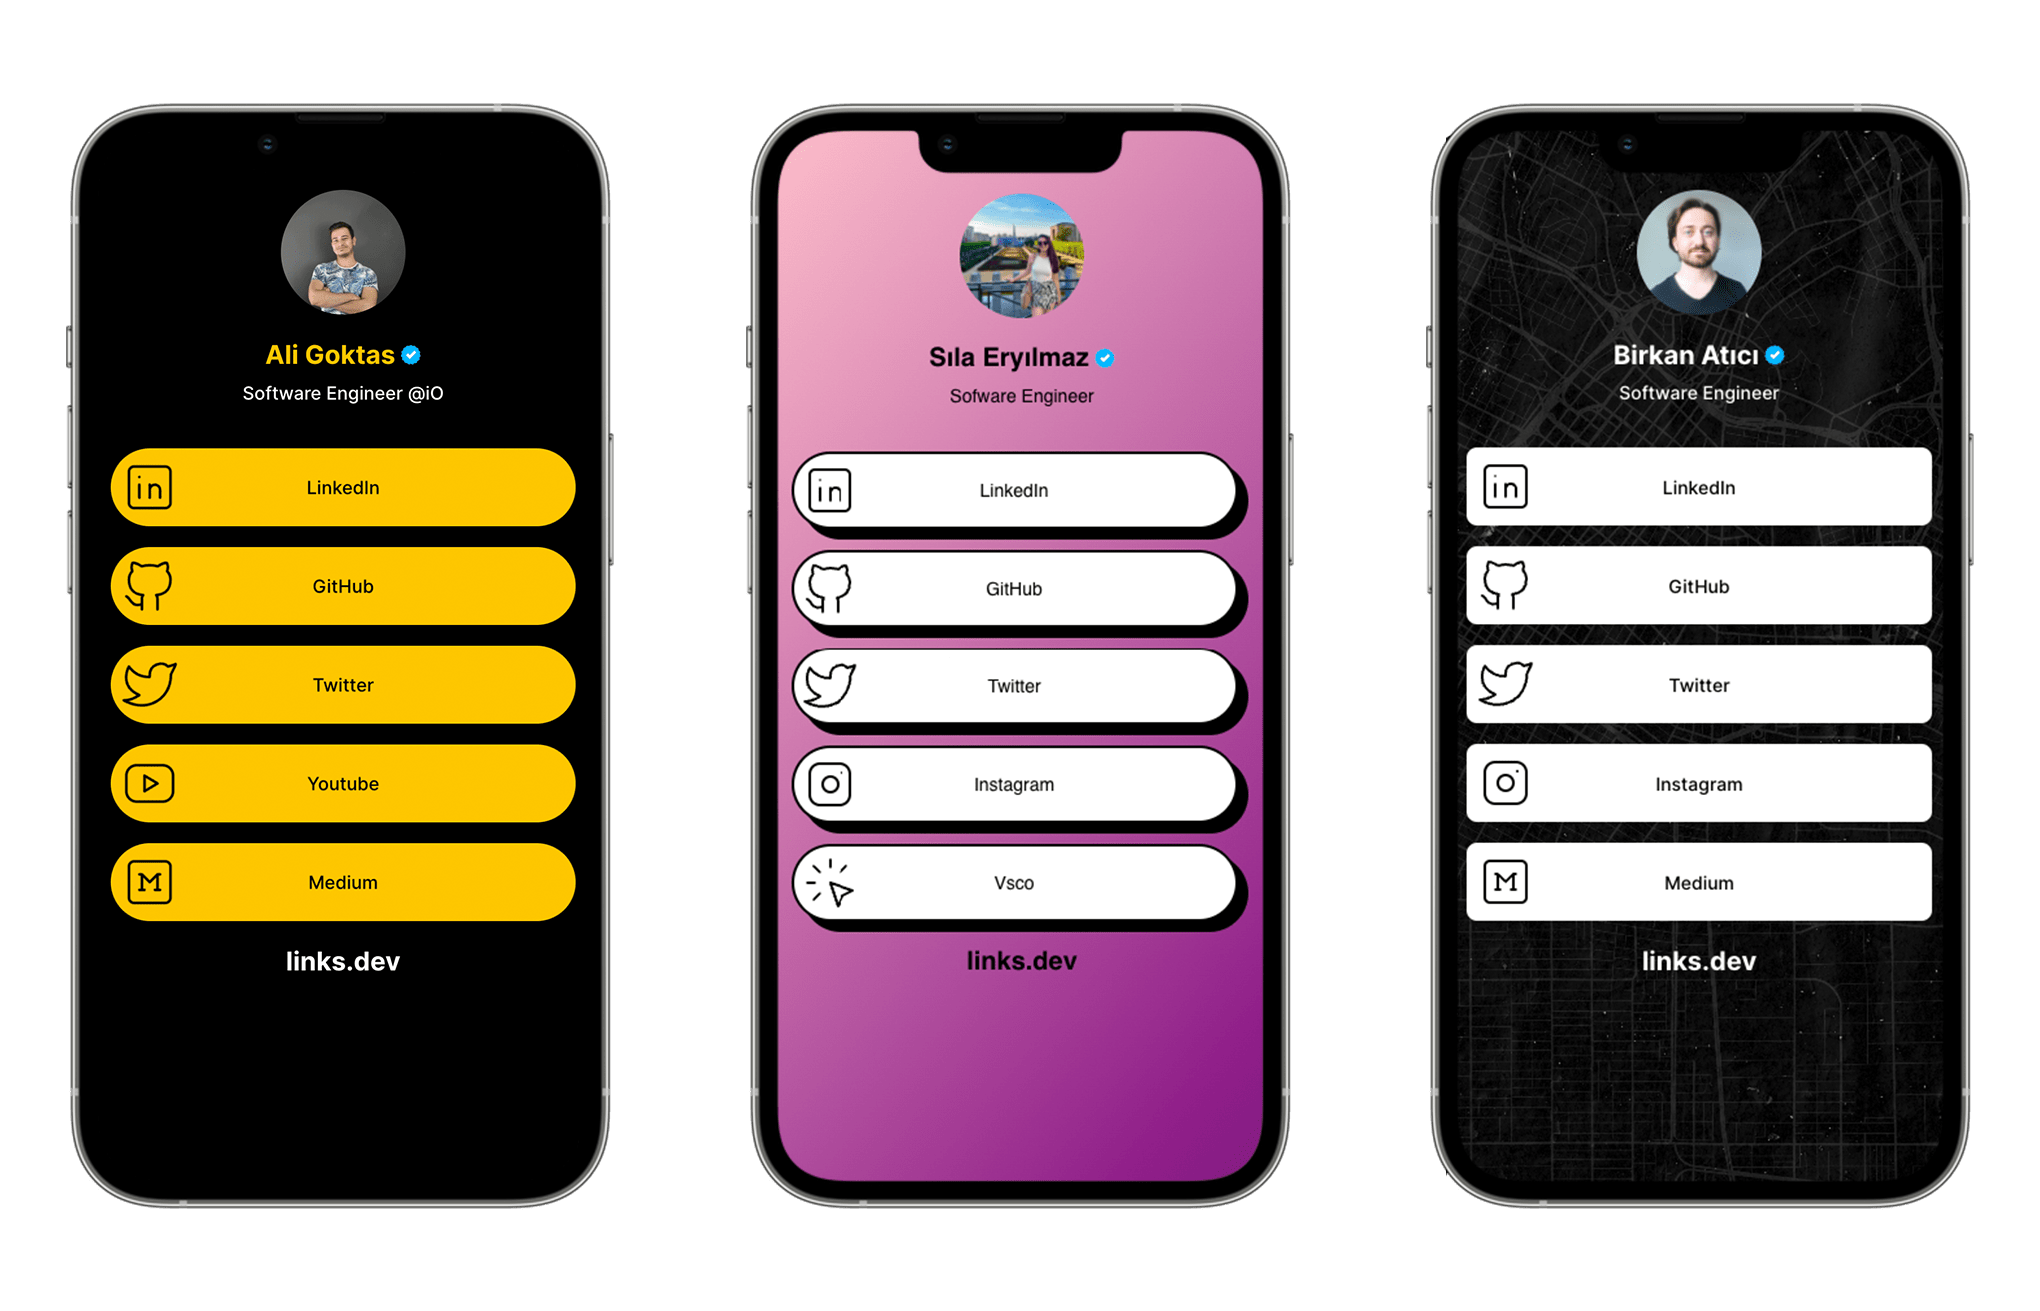 Ali Goktas
Software Engineer @iO
LinkedIn
GitHub
Twitter
Youtube
Medium
links.dev
Sıla Eryılmaz
Sofware Engineer
LinkedIn
GitHub
Twitter
Instagram
Vsco
links.dev
Birkan Atıcı
Software Engineer
LinkedIn
GitHub
Twitter
Instagram
Medium
links.dev